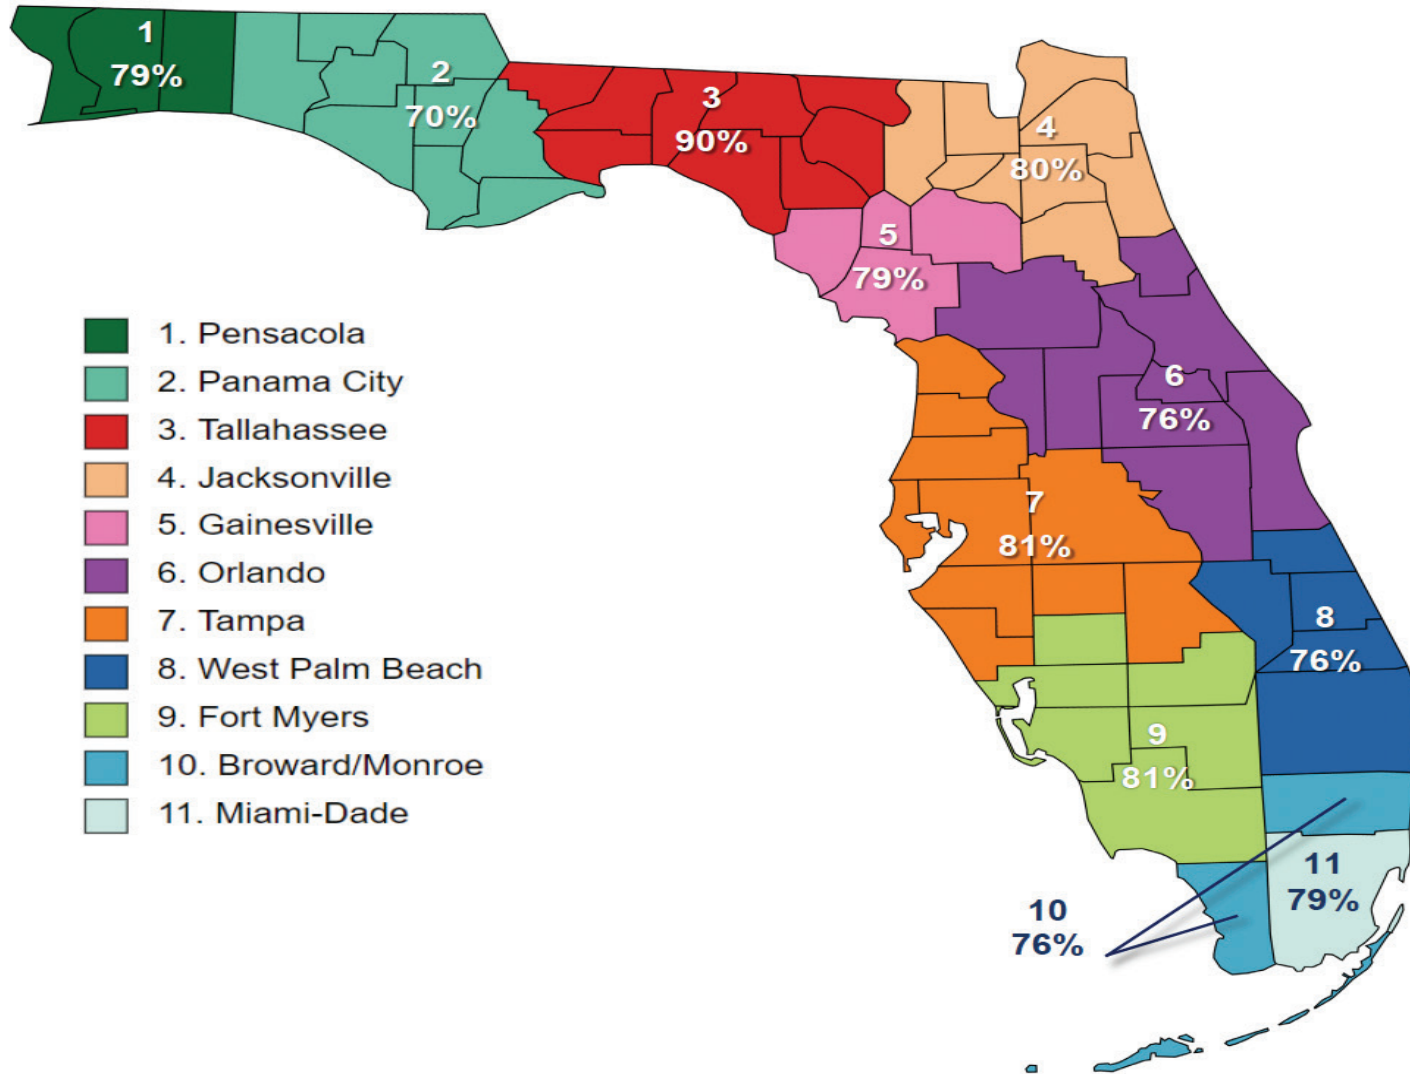 1
79%
2
70%
3
90%
4
80%
5
79%
6
76%
7
81%
8
76%
9
81%
10
76%
11
79%
1. Pensacola
2. Panama City
3. Tallahassee
4. Jacksonville
5. Gainesville
6. Orlando
7. Tampa
8. West Palm Beach
9. Fort Myers
10. Broward/Monroe
11. Miami-Dade